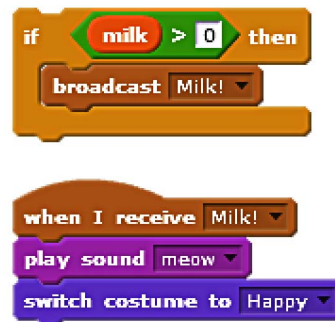 if milk > 0 then
broadcast Milk!
when I receive Milk!
play sound meow
switch costume to Happy